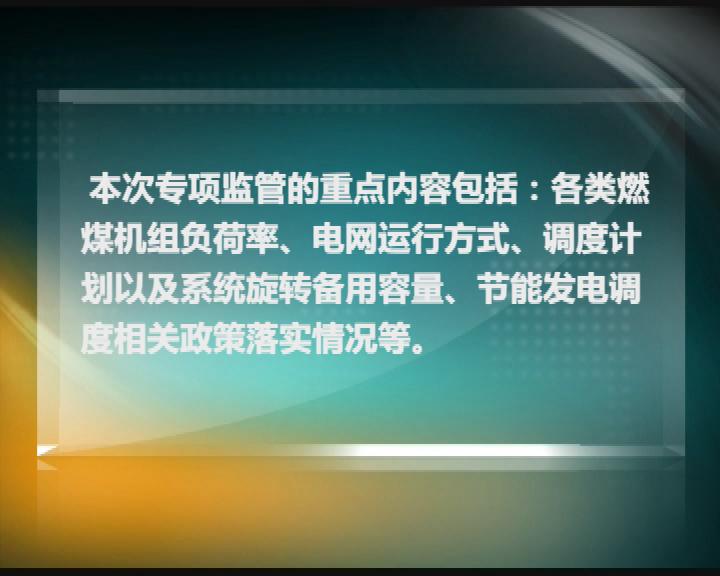 本次专项监管的重点内容包括：各类燃
煤机组负荷率、电网运行方式、调度计
划以及系统旋转备用容量、节能发电调
度相关政策落实情况等。